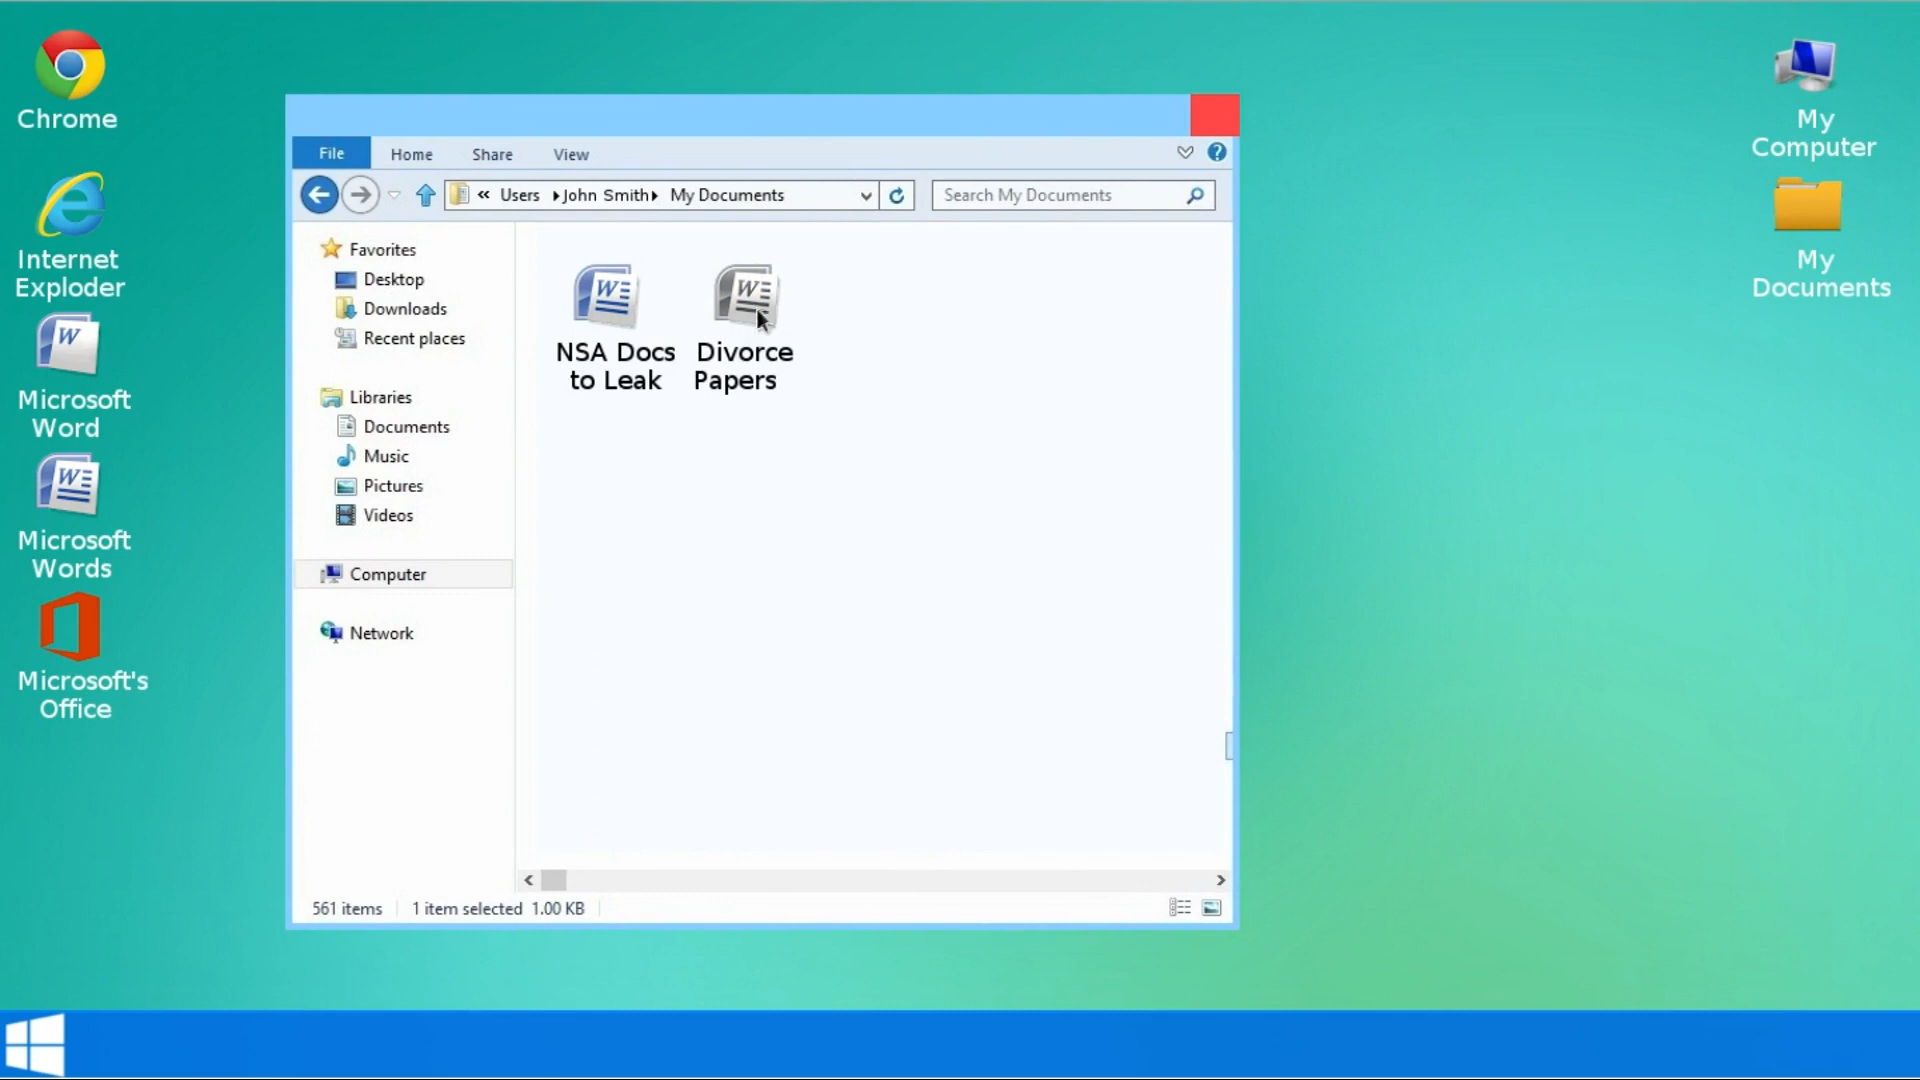 Chrome
Internet
Exploder
Microsoft
Word
Microsoft
Words
Microsoft's
Office
File
Home
Share
View
?
« Users
John Smith
My Documents
Search My Documents
Favorites
Desktop
Downloads
Recent places
Libraries
Documents
Music
Pictures
Videos
Computer
Network
W
NSA Docs
to Leak
W
Divorce
Papers
561 items
1 item selected 1.00 KB
My
Computer
My
Documents